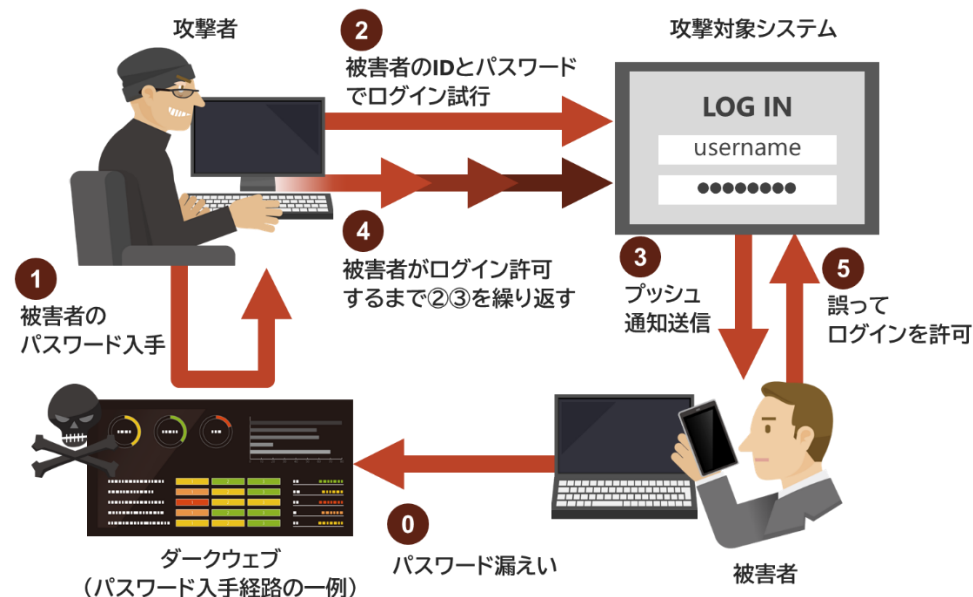 攻撃者
2
被害者のIDとパスワード
でログイン試行
攻撃対象システム
LOG IN
username
●●●●●●●●
4
被害者がログイン許可
するまで②③を繰り返す
1
被害者の
パスワード入手
3
プッシュ
通知送信
5
誤って
ログインを許可
0
パスワード漏えい
ダークウェブ
（パスワード入手経路の一例）
被害者